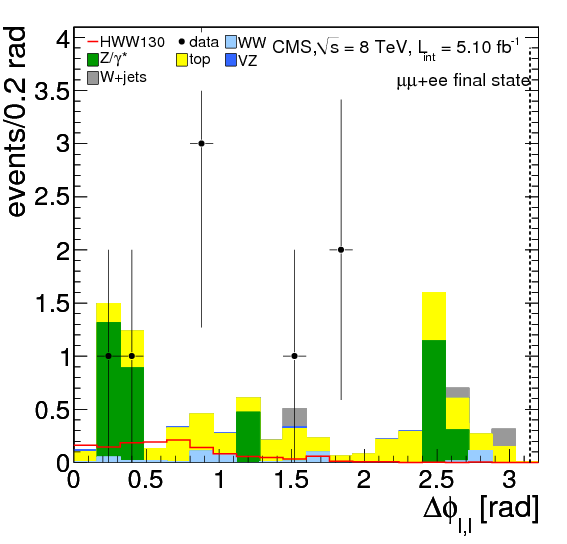 HWW130 data WW CMS,√s = 8 TeV, L_int = 5.10 fb⁻¹
Z/γ* top VZ
W+jets μμ+ee final state
events/0.2 rad
4
3.5
3
2.5
2
1.5
1
0.5
0
0 0.5 1 1.5 2 2.5 3
Δϕ_l,l [rad]